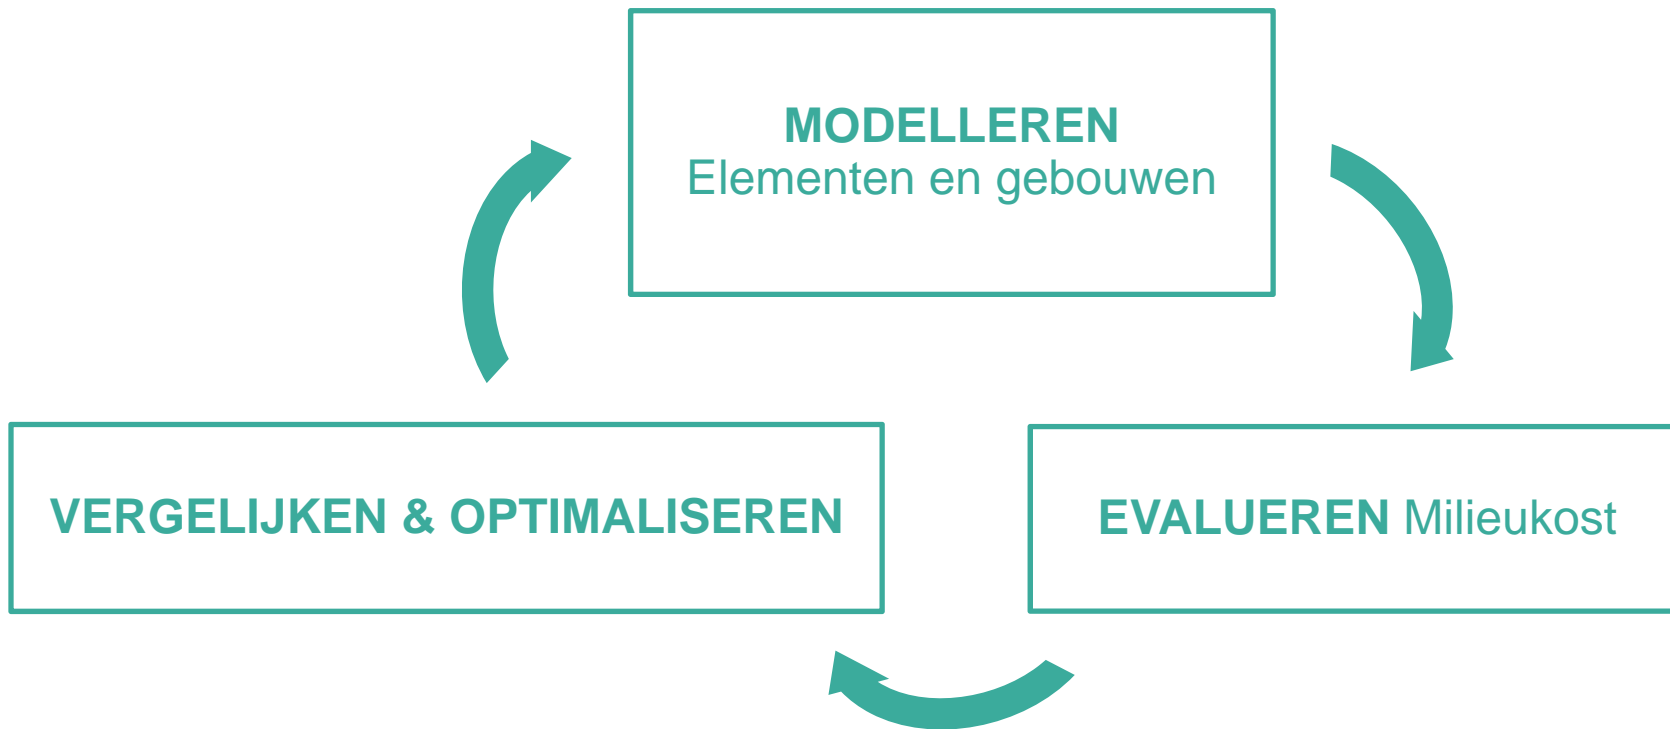 MODELLEREN
Elementen en gebouwen
VERGELIJKEN & OPTIMALISEREN
EVALUEREN Milieukost